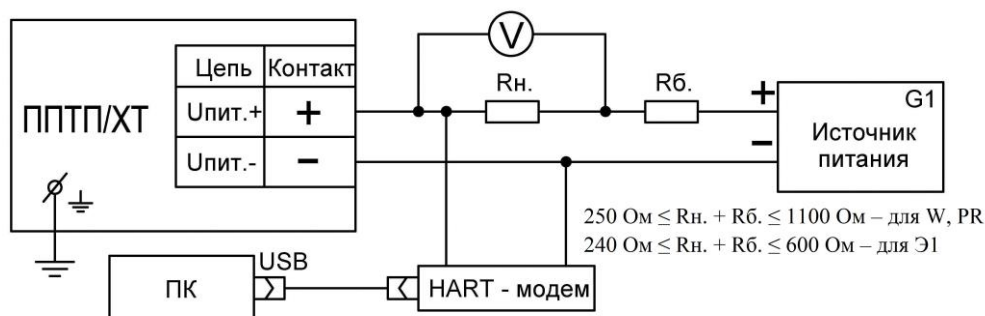 ППТП/ХТ
Цепь Контакт
Uпит.+ +
Uпит.- −
V
Rн.
Rб.
+
−
G1
Источник
питания
250 Ом ≤ Rн. + Rб. ≤ 1100 Ом – для W, PR
240 Ом ≤ Rн. + Rб. ≤ 600 Ом – для Э1
ПК
USB
HART - модем